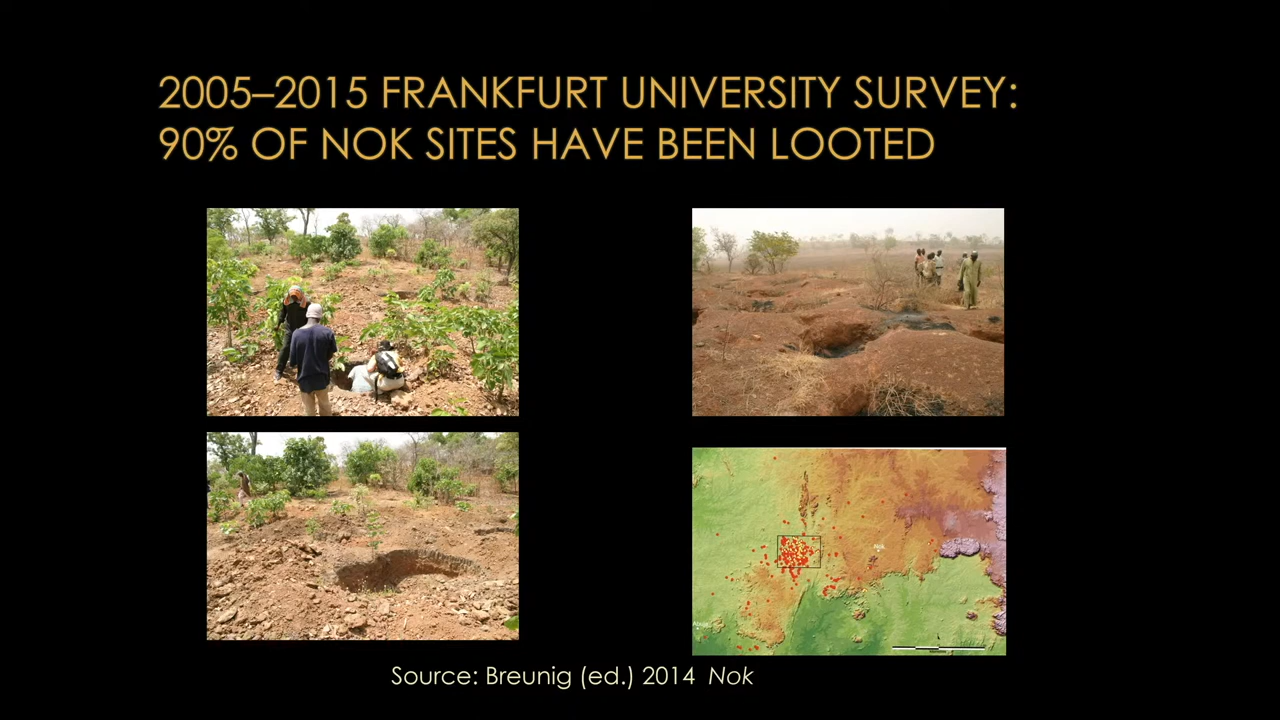 2005–2015 FRANKFURT UNIVERSITY SURVEY:
90% OF NOK SITES HAVE BEEN LOOTED
Source: Breunig (ed.) 2014 Nok